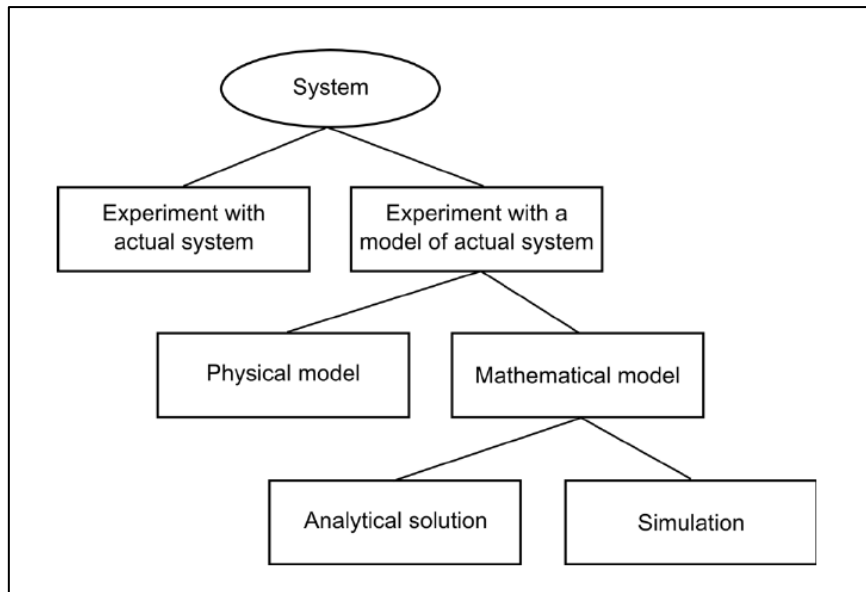 System
Experiment with
actual system
Experiment with a
model of actual system
Physical model
Mathematical model
Analytical solution
Simulation